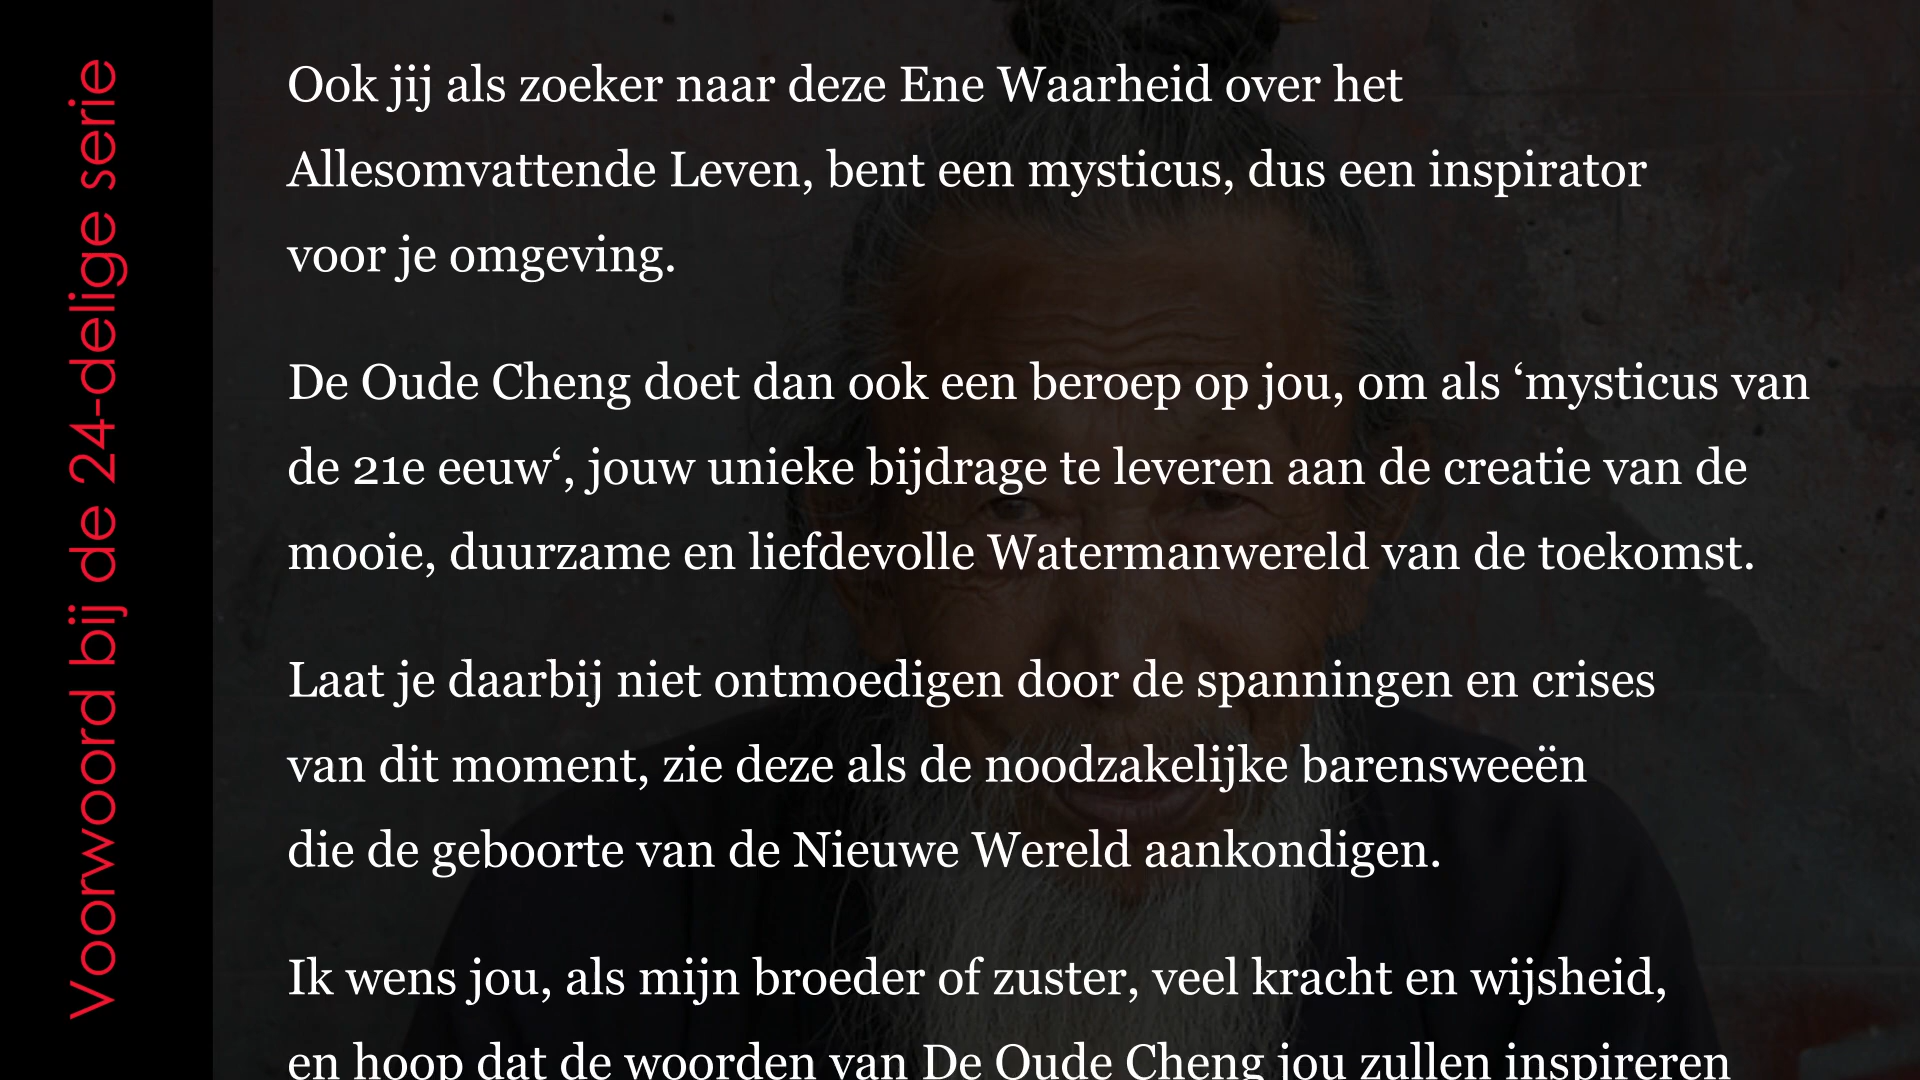 Voorwoord bij de 24-delige serie
Ook jij als zoeker naar deze Ene Waarheid over het
Allesomvattende Leven, bent een mysticus, dus een inspirator
voor je omgeving.
De Oude Cheng doet dan ook een beroep op jou, om als ‘mysticus van
de 21e eeuw‘, jouw unieke bijdrage te leveren aan de creatie van de
mooie, duurzame en liefdevolle Watermanwereld van de toekomst.
Laat je daarbij niet ontmoedigen door de spanningen en crises
van dit moment, zie deze als de noodzakelijke barensweeën
die de geboorte van de Nieuwe Wereld aankondigen.
Ik wens jou, als mijn broeder of zuster, veel kracht en wijsheid,
en hoop dat de woorden van De Oude Cheng jou zullen inspireren